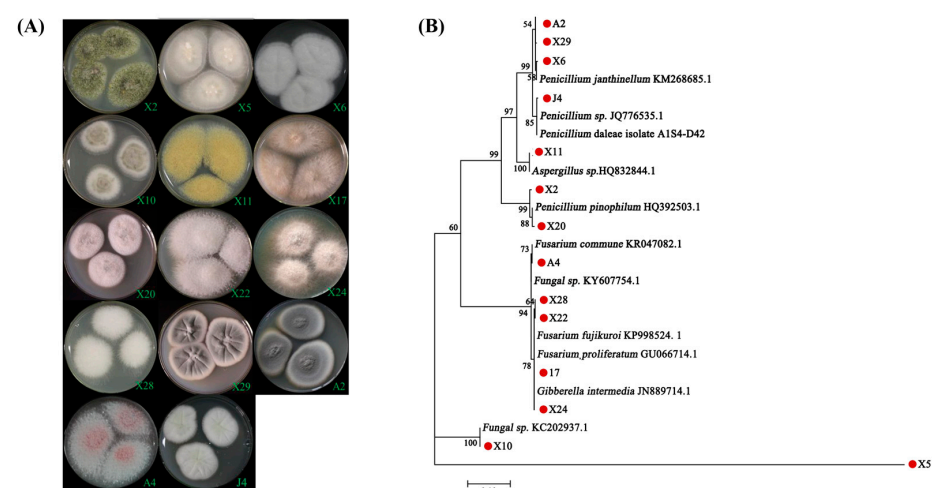 (A)
X2 X5 X6
X10 X11 X17
X20 X22 X24
X28 X29 A2
A4 J4
(B)
54 A2
X29
99 X6
58 Penicillium janthinellum KM268685.1
J4
97
85 Penicillium sp. JQ776535.1
Penicillium daleae isolate A1S4-D42
X11
99
100 Aspergillus sp.HQ832844.1
X2
99 Penicillium pinophilum HQ392503.1
88 X20
60
73 Fusarium commune KR047082.1
A4
Fungal sp. KY607754.1
64 X28
94 X22
Fusarium fujikuroi KP998524. 1
Fusarium proliferatum GU066714.1
78 17
Gibberella intermedia JN889714.1
X24
Fungal sp. KC202937.1
100 X10
X5